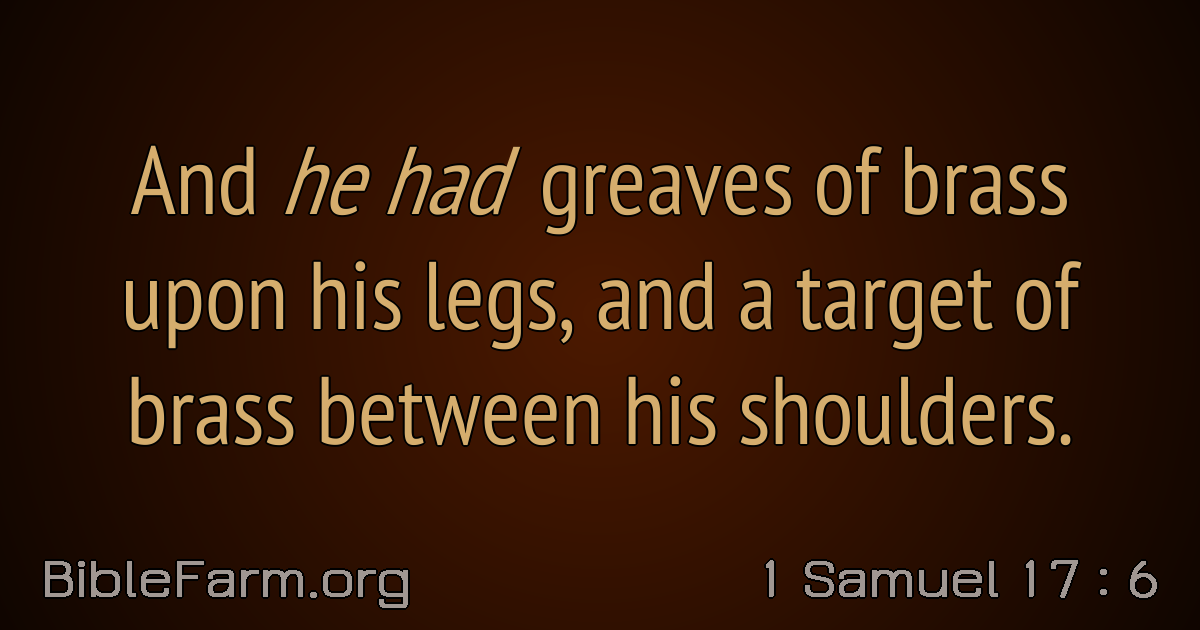 And he had greaves of brass
upon his legs, and a target of
brass between his shoulders.
BibleFarm.org
1 Samuel 17 : 6